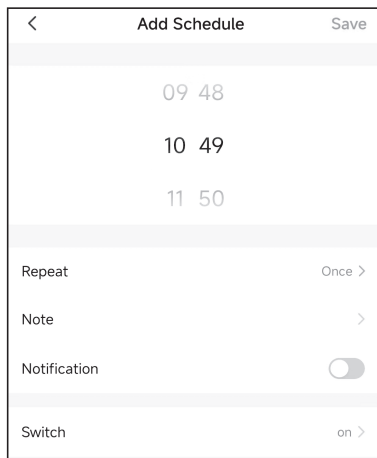 Add Schedule Save
09 48
10 49
11 50
Repeat Once
Note
Notification
Switch on